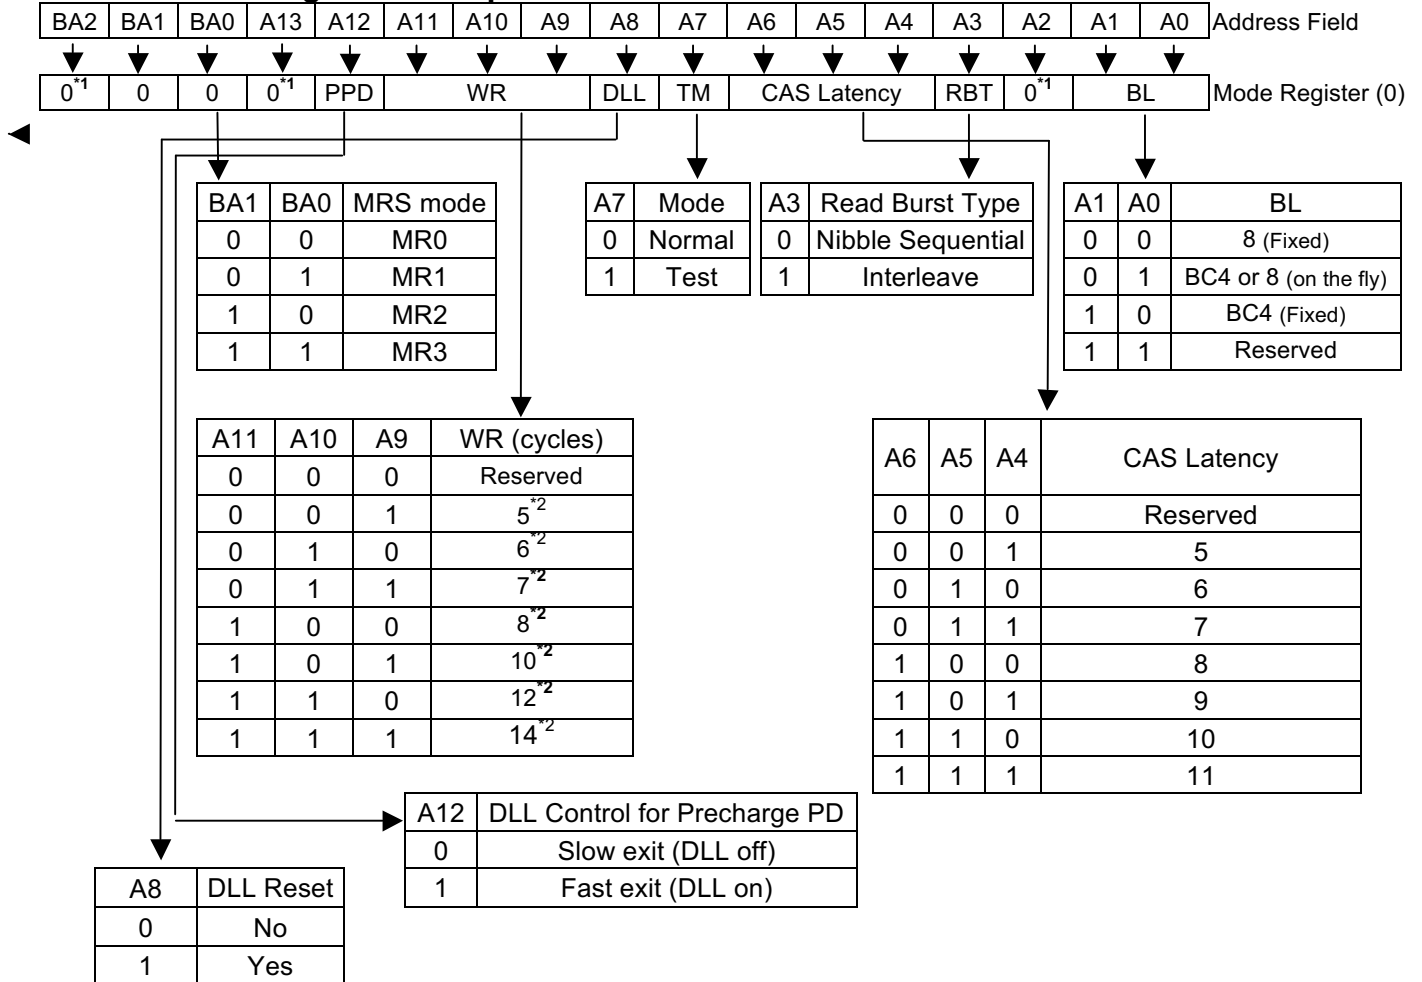 BA2 BA1 BA0 A13 A12 A11 A10 A9 A8 A7 A6 A5 A4 A3 A2 A1 A0 Address Field
0*1 0 0 0*1 PPD WR DLL TM CAS Latency RBT 0*1 BL Mode Register (0)
BA1 BA0 MRS mode
0 0 MR0
0 1 MR1
1 0 MR2
1 1 MR3
A7 Mode
0 Normal
1 Test
A3 Read Burst Type
0 Nibble Sequential
1 Interleave
A1 A0 BL
0 0 8 (Fixed)
0 1 BC4 or 8 (on the fly)
1 0 BC4 (Fixed)
1 1 Reserved
A11 A10 A9 WR (cycles)
0 0 0 Reserved
0 0 1 5*2
0 1 0 6*2
0 1 1 7*2
1 0 0 8*2
1 0 1 10*2
1 1 0 12*2
1 1 1 14*2
A6 A5 A4 CAS Latency
0 0 0 Reserved
0 0 1 5
0 1 0 6
0 1 1 7
1 0 0 8
1 0 1 9
1 1 0 10
1 1 1 11
A12 DLL Control for Precharge PD
0 Slow exit (DLL off)
1 Fast exit (DLL on)
A8 DLL Reset
0 No
1 Yes